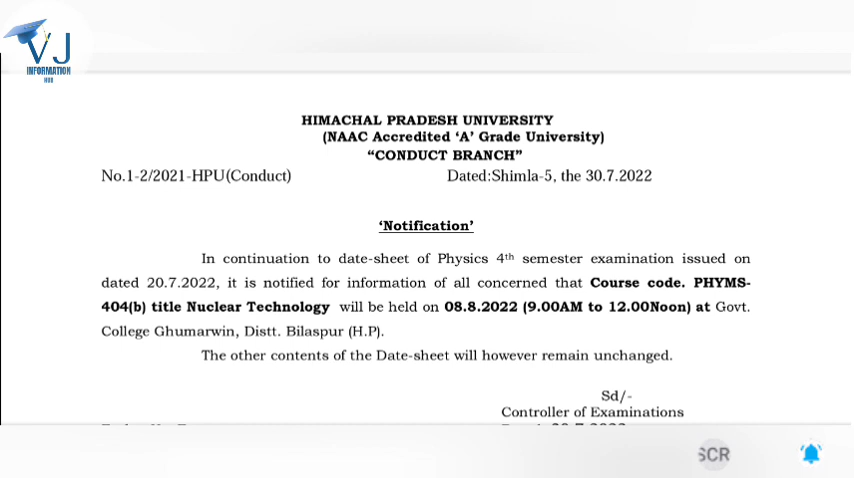 VJ
INFORMATION
HUB
HIMACHAL PRADESH UNIVERSITY
(NAAC Accredited ‘A’ Grade University)
“CONDUCT BRANCH”
No.1-2/2021-HPU(Conduct) Dated:Shimla-5, the 30.7.2022
‘Notification’
In continuation to date-sheet of Physics 4th semester examination issued on
dated 20.7.2022, it is notified for information of all concerned that Course code. PHYMS-
404(b) title Nuclear Technology will be held on 08.8.2022 (9.00AM to 12.00Noon) at Govt.
College Ghumarwin, Distt. Bilaspur (H.P).
The other contents of the Date-sheet will however remain unchanged.
Sd/-
Controller of Examinations
SCR